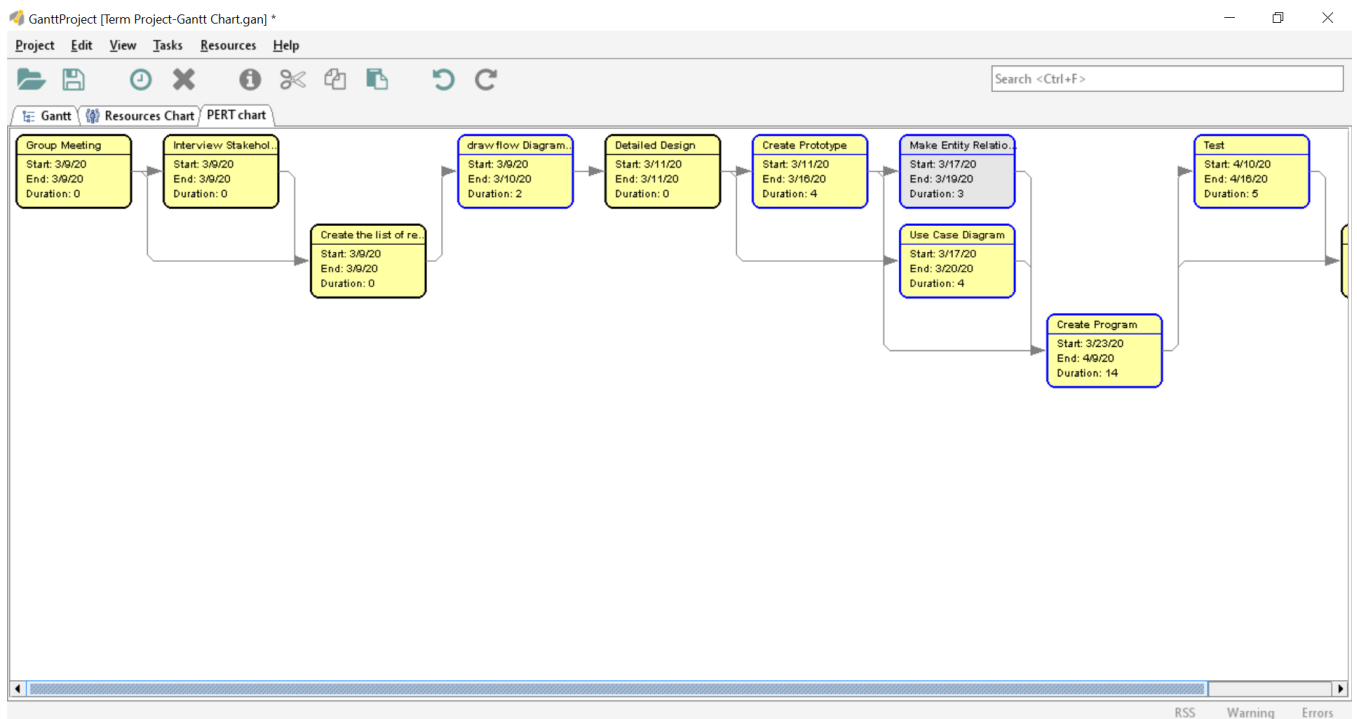 GanttProject [Term Project-Gantt Chart.gan] *
Project Edit View Tasks Resources Help
Search <Ctrl+F>
Gantt Resources Chart PERT chart
Group Meeting
Start: 3/9/20
End: 3/9/20
Duration: 0
Interview Stakehol..
Start: 3/9/20
End: 3/9/20
Duration: 0
Create the list of re..
Start: 3/9/20
End: 3/9/20
Duration: 0
draw flow Diagram..
Start: 3/9/20
End: 3/10/20
Duration: 2
Detailed Design
Start: 3/11/20
End: 3/11/20
Duration: 0
Create Prototype
Start: 3/11/20
End: 3/16/20
Duration: 4
Make Entity Relatio..
Start: 3/17/20
End: 3/19/20
Duration: 3
Use Case Diagram
Start: 3/17/20
End: 3/20/20
Duration: 4
Create Program
Start: 3/23/20
End: 4/9/20
Duration: 14
Test
Start: 4/10/20
End: 4/16/20
Duration: 5
RSS Warning Errors